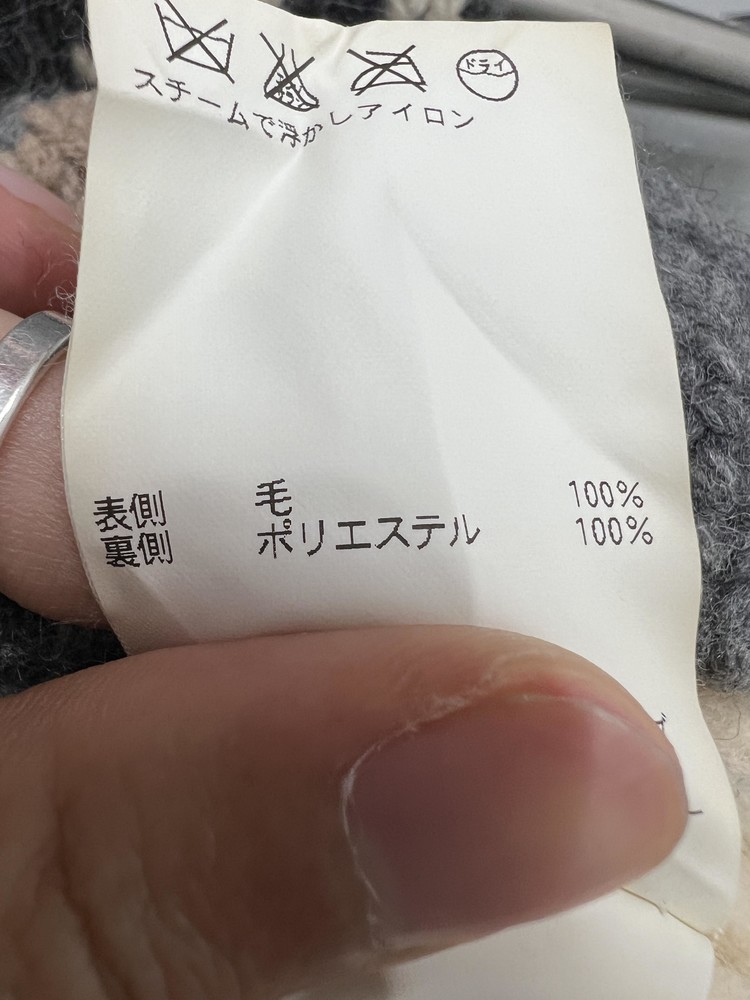 ドライ
スチームで浮かしアイロン
表側 毛 100%
裏側 ポリエステル 100%